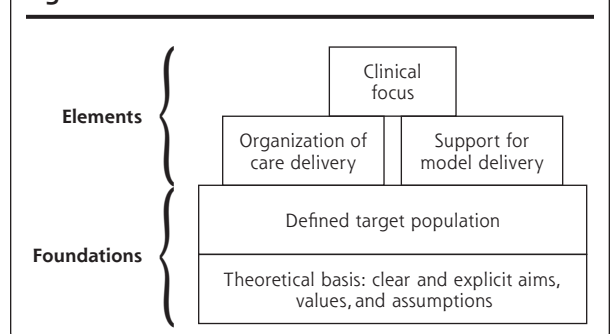 Clinical
focus
Elements
Organization of
care delivery
Support for
model delivery
Defined target population
Foundations
Theoretical basis: clear and explicit aims,
values, and assumptions